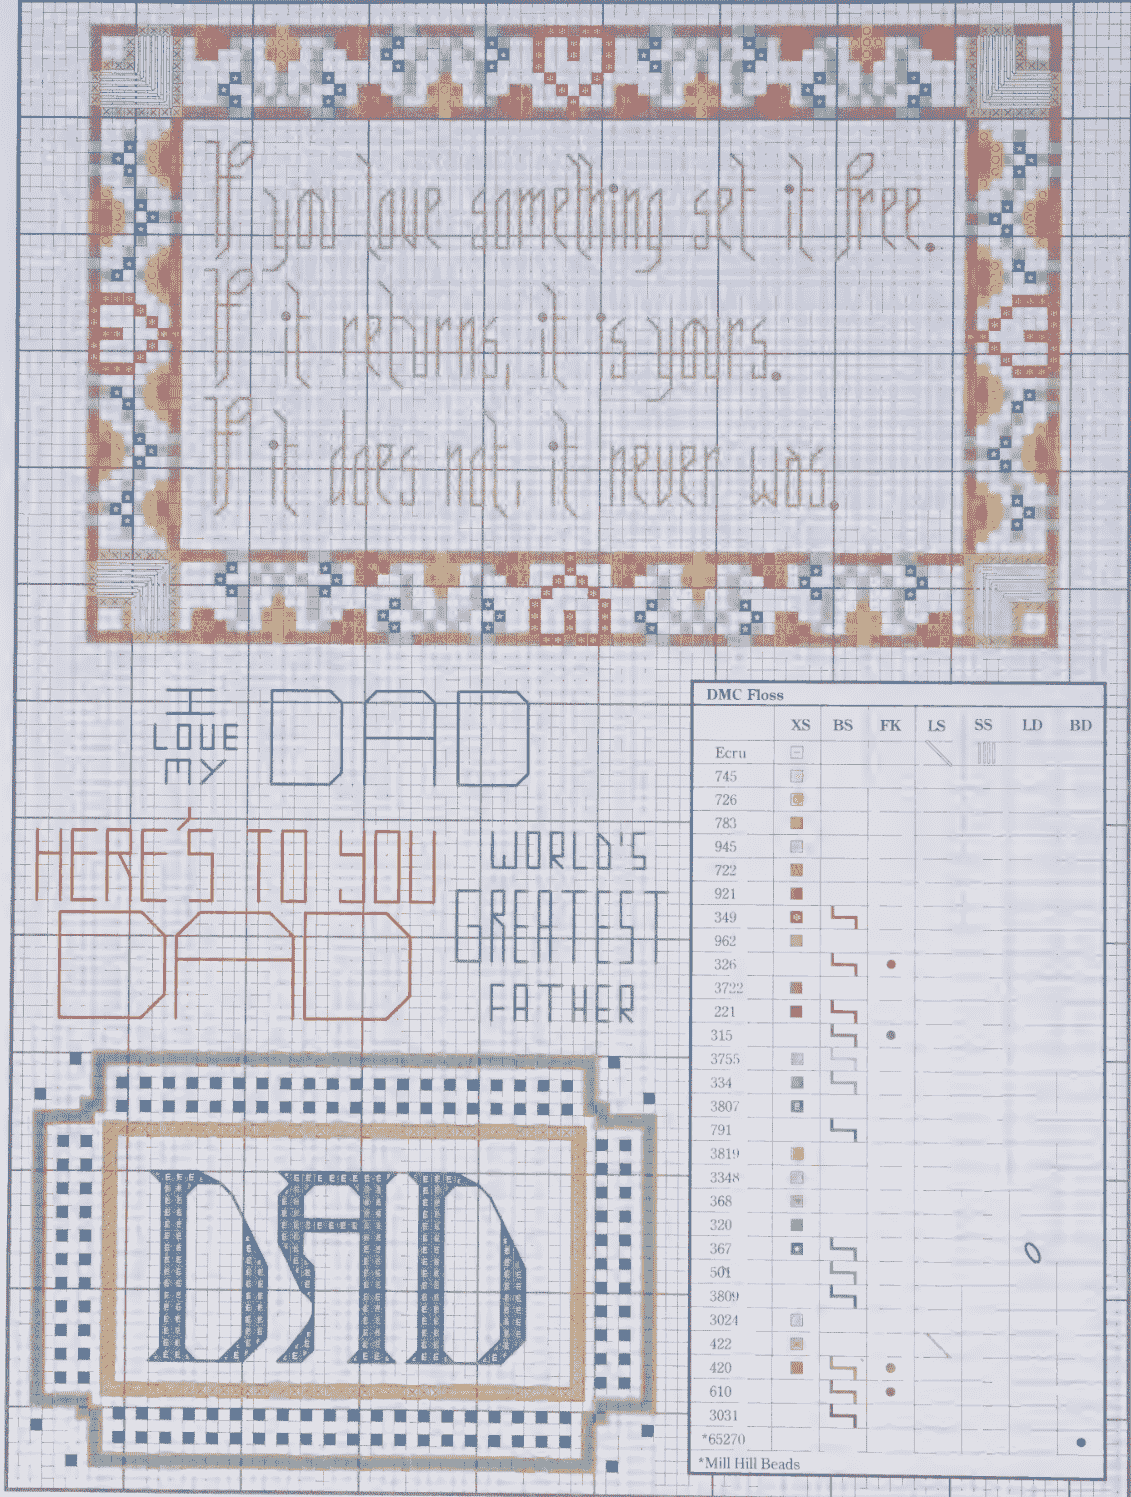 If you love something set it free.
If it returns, it is yours.
If it does not, it never was.
I
LOVE
MY
DAD
HERE'S TO YOU
DAD
WORLD'S
GREATEST
FATHER
DAD
DMC Floss
XS BS FK LS SS LD BD
Ecru
745
726
783
945
722
921
349
962
326
3722
221
315
3755
334
3807
791
3819
3348
368
320
367
501
3809
3024
422
420
610
3031
*65270
*Mill Hill Beads